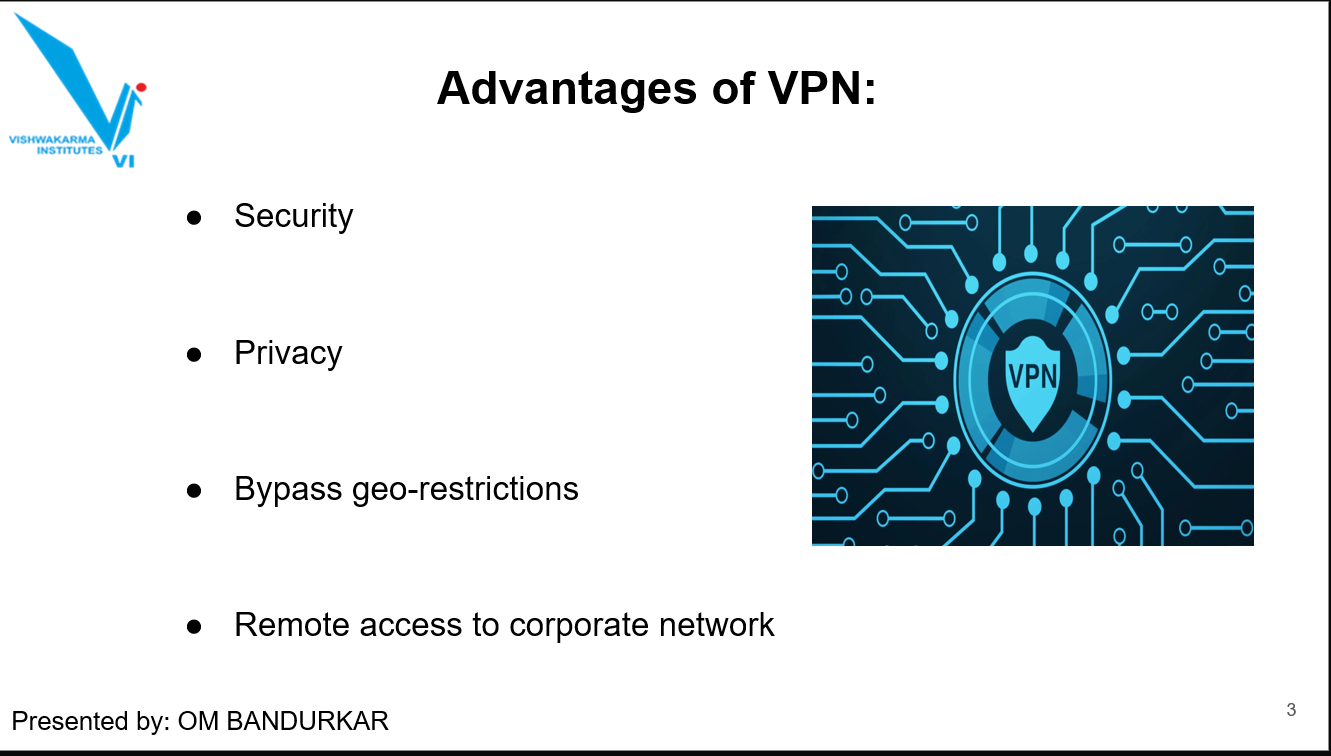 VISHWAKARMA
INSTITUTES
VI
Advantages of VPN:
● Security
● Privacy
● Bypass geo-restrictions
● Remote access to corporate network
VPN
Presented by: OM BANDURKAR
3